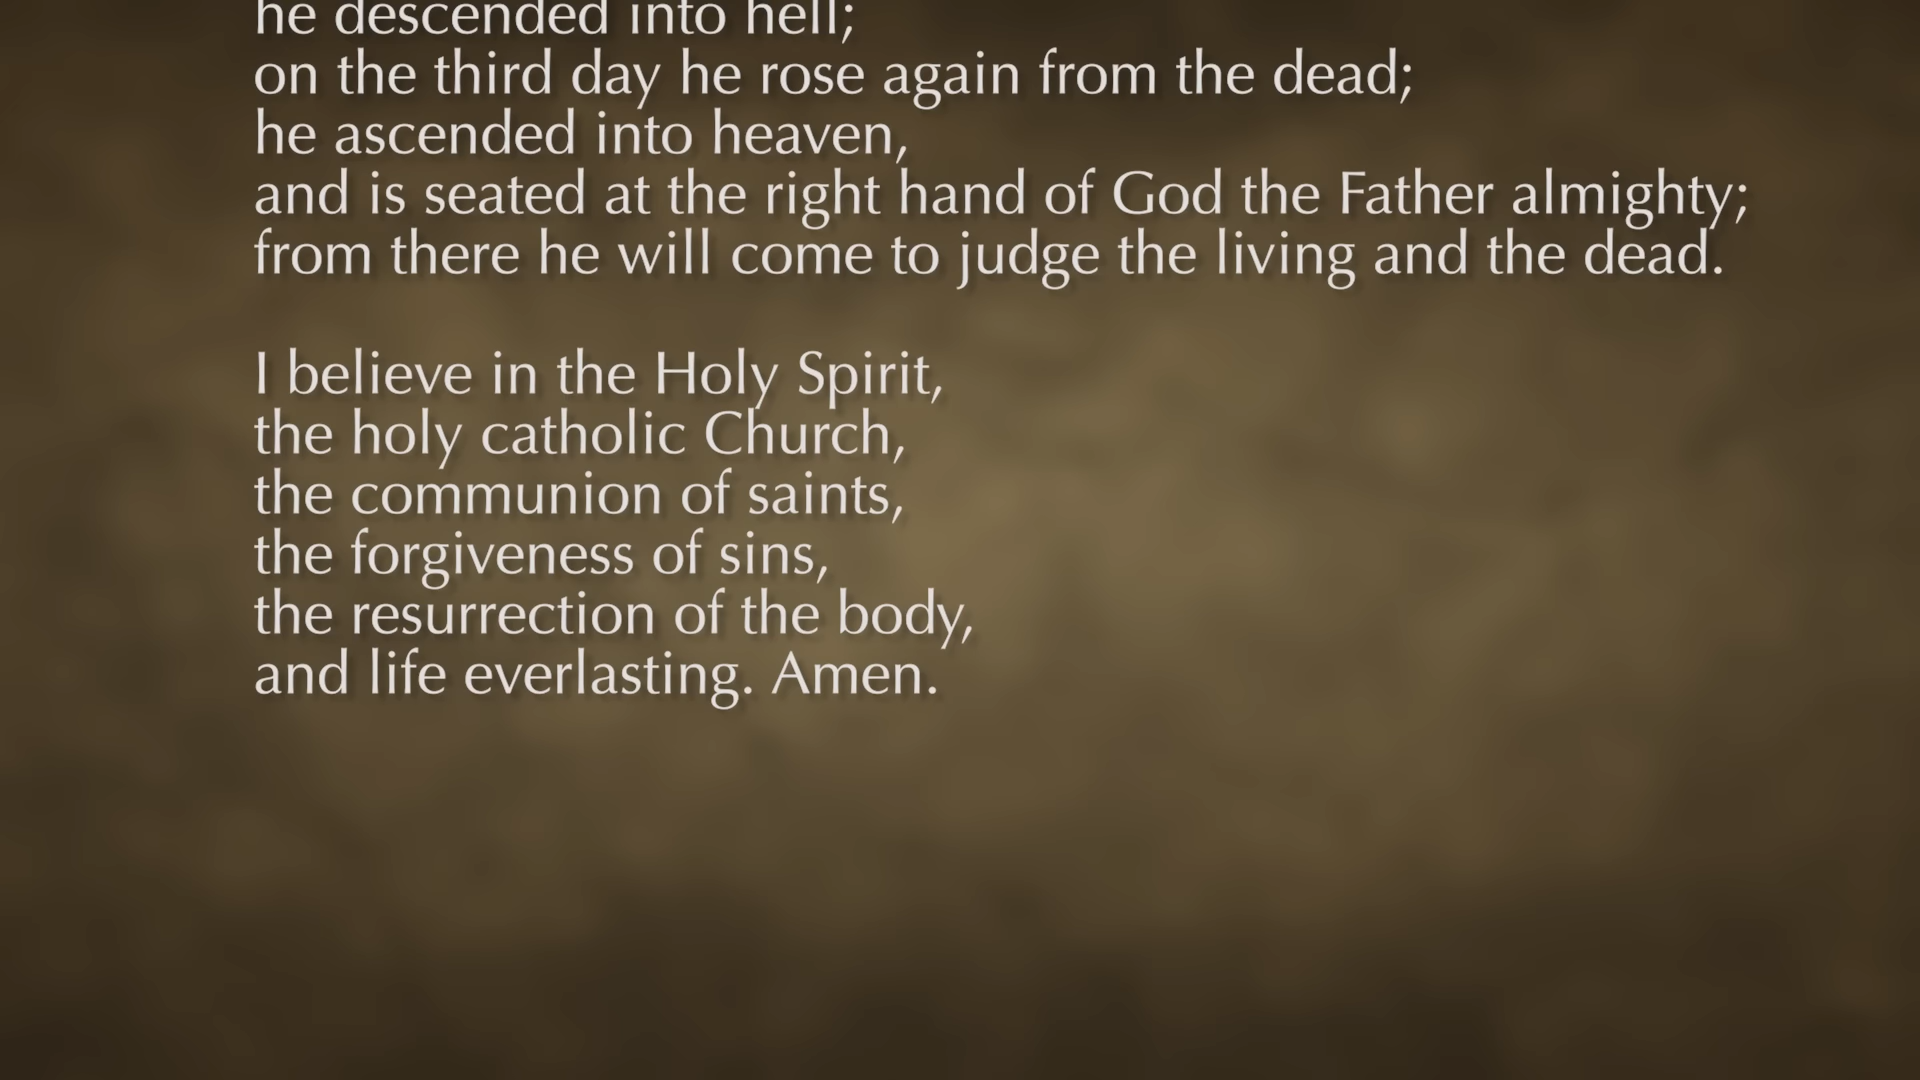 he descended into hell;
on the third day he rose again from the dead;
he ascended into heaven,
and is seated at the right hand of God the Father almighty;
from there he will come to judge the living and the dead.
I believe in the Holy Spirit,
the holy catholic Church,
the communion of saints,
the forgiveness of sins,
the resurrection of the body,
and life everlasting. Amen.